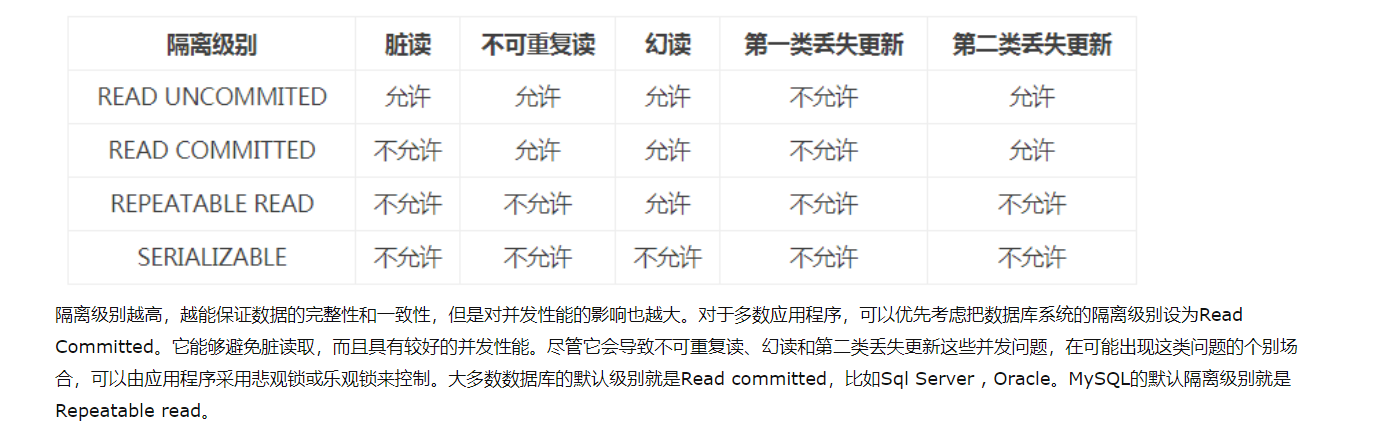 隔离级别 脏读 不可重复读 幻读 第一类丢失更新 第二类丢失更新
READ UNCOMMITED 允许 允许 允许 不允许 允许
READ COMMITTED 不允许 允许 允许 不允许 允许
REPEATABLE READ 不允许 不允许 允许 不允许 不允许
SERIALIZABLE 不允许 不允许 不允许 不允许 不允许
隔离级别越高，越能保证数据的完整性和一致性，但是对并发性能的影响也越大。对于多数应用程序，可以优先考虑把数据库系统的隔离级别设为Read
Committed。它能够避免脏读取，而且具有较好的并发性能。尽管它会导致不可重复读、幻读和第二类丢失更新这些并发问题，在可能出现这类问题的个别场
合，可以由应用程序采用悲观锁或乐观锁来控制。大多数数据库的默认级别就是Read committed，比如Sql Server , Oracle。MySQL的默认隔离级别就是
Repeatable read。